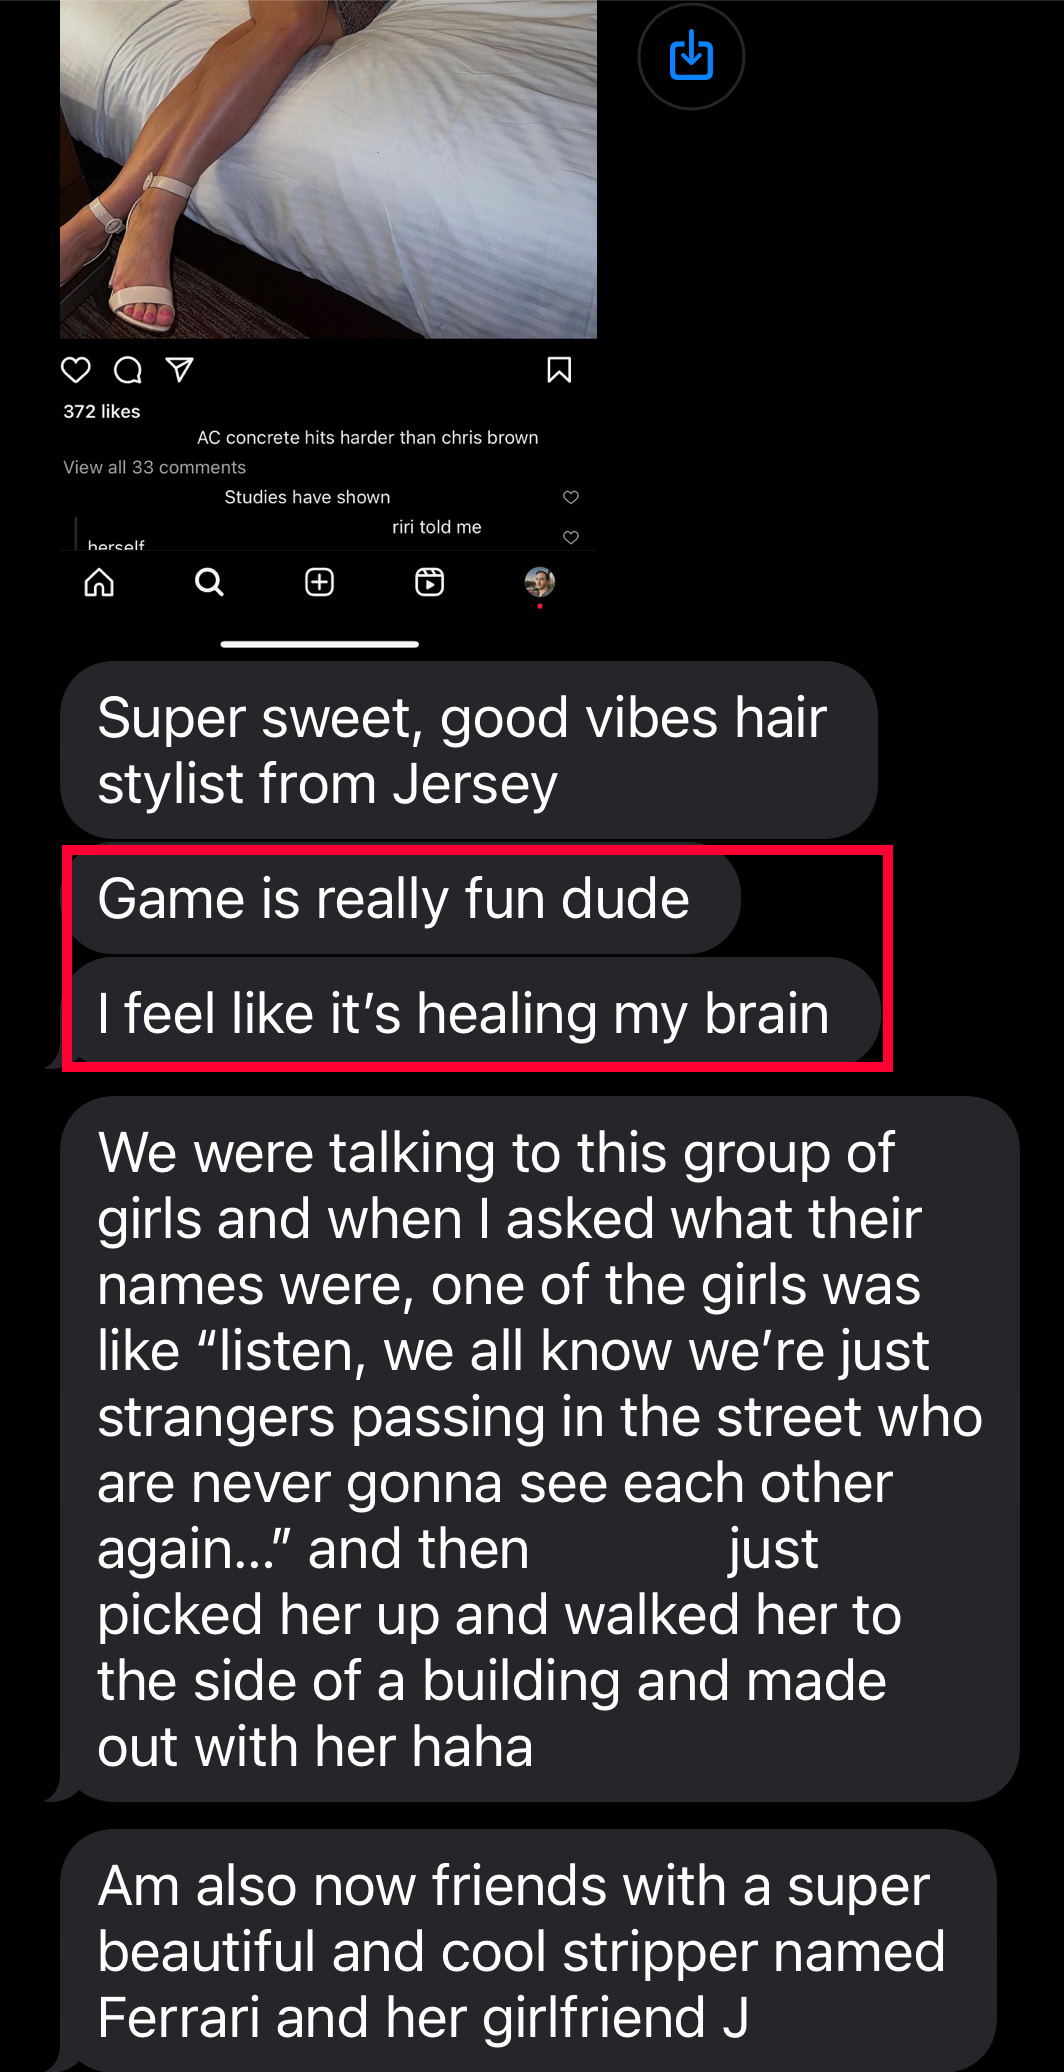 372 likes
AC concrete hits harder than chris brown
View all 33 comments
Studies have shown
riri told me
herself
Super sweet, good vibes hair
stylist from Jersey
Game is really fun dude
I feel like it’s healing my brain
We were talking to this group of
girls and when I asked what their
names were, one of the girls was
like “listen, we all know we’re just
strangers passing in the street who
are never gonna see each other
again...” and then just
picked her up and walked her to
the side of a building and made
out with her haha
Am also now friends with a super
beautiful and cool stripper named
Ferrari and her girlfriend J